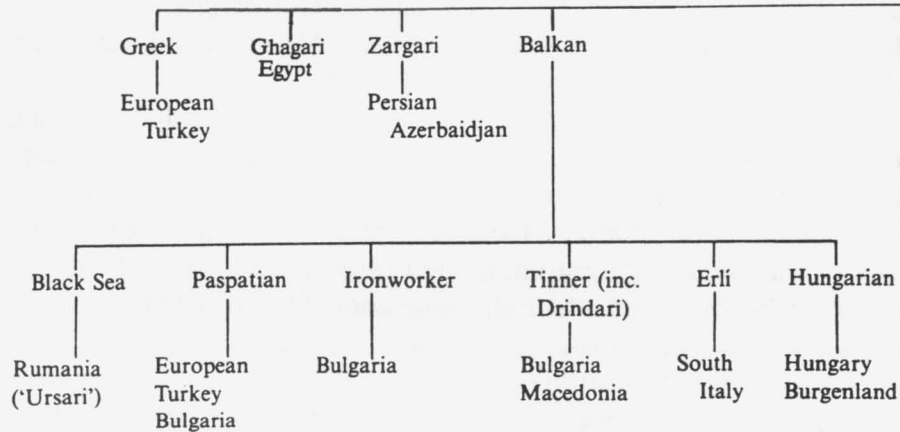 Greek Ghagari Zargari Balkan
Egypt
European Persian
Turkey Azerbaidjan
Black Sea Paspatian Ironworker Tinner (inc. Erlí Hungarian
Drindari)
Rumania European Bulgaria Bulgaria South Hungary
('Ursari') Turkey Macedonia Italy Burgenland
Bulgaria